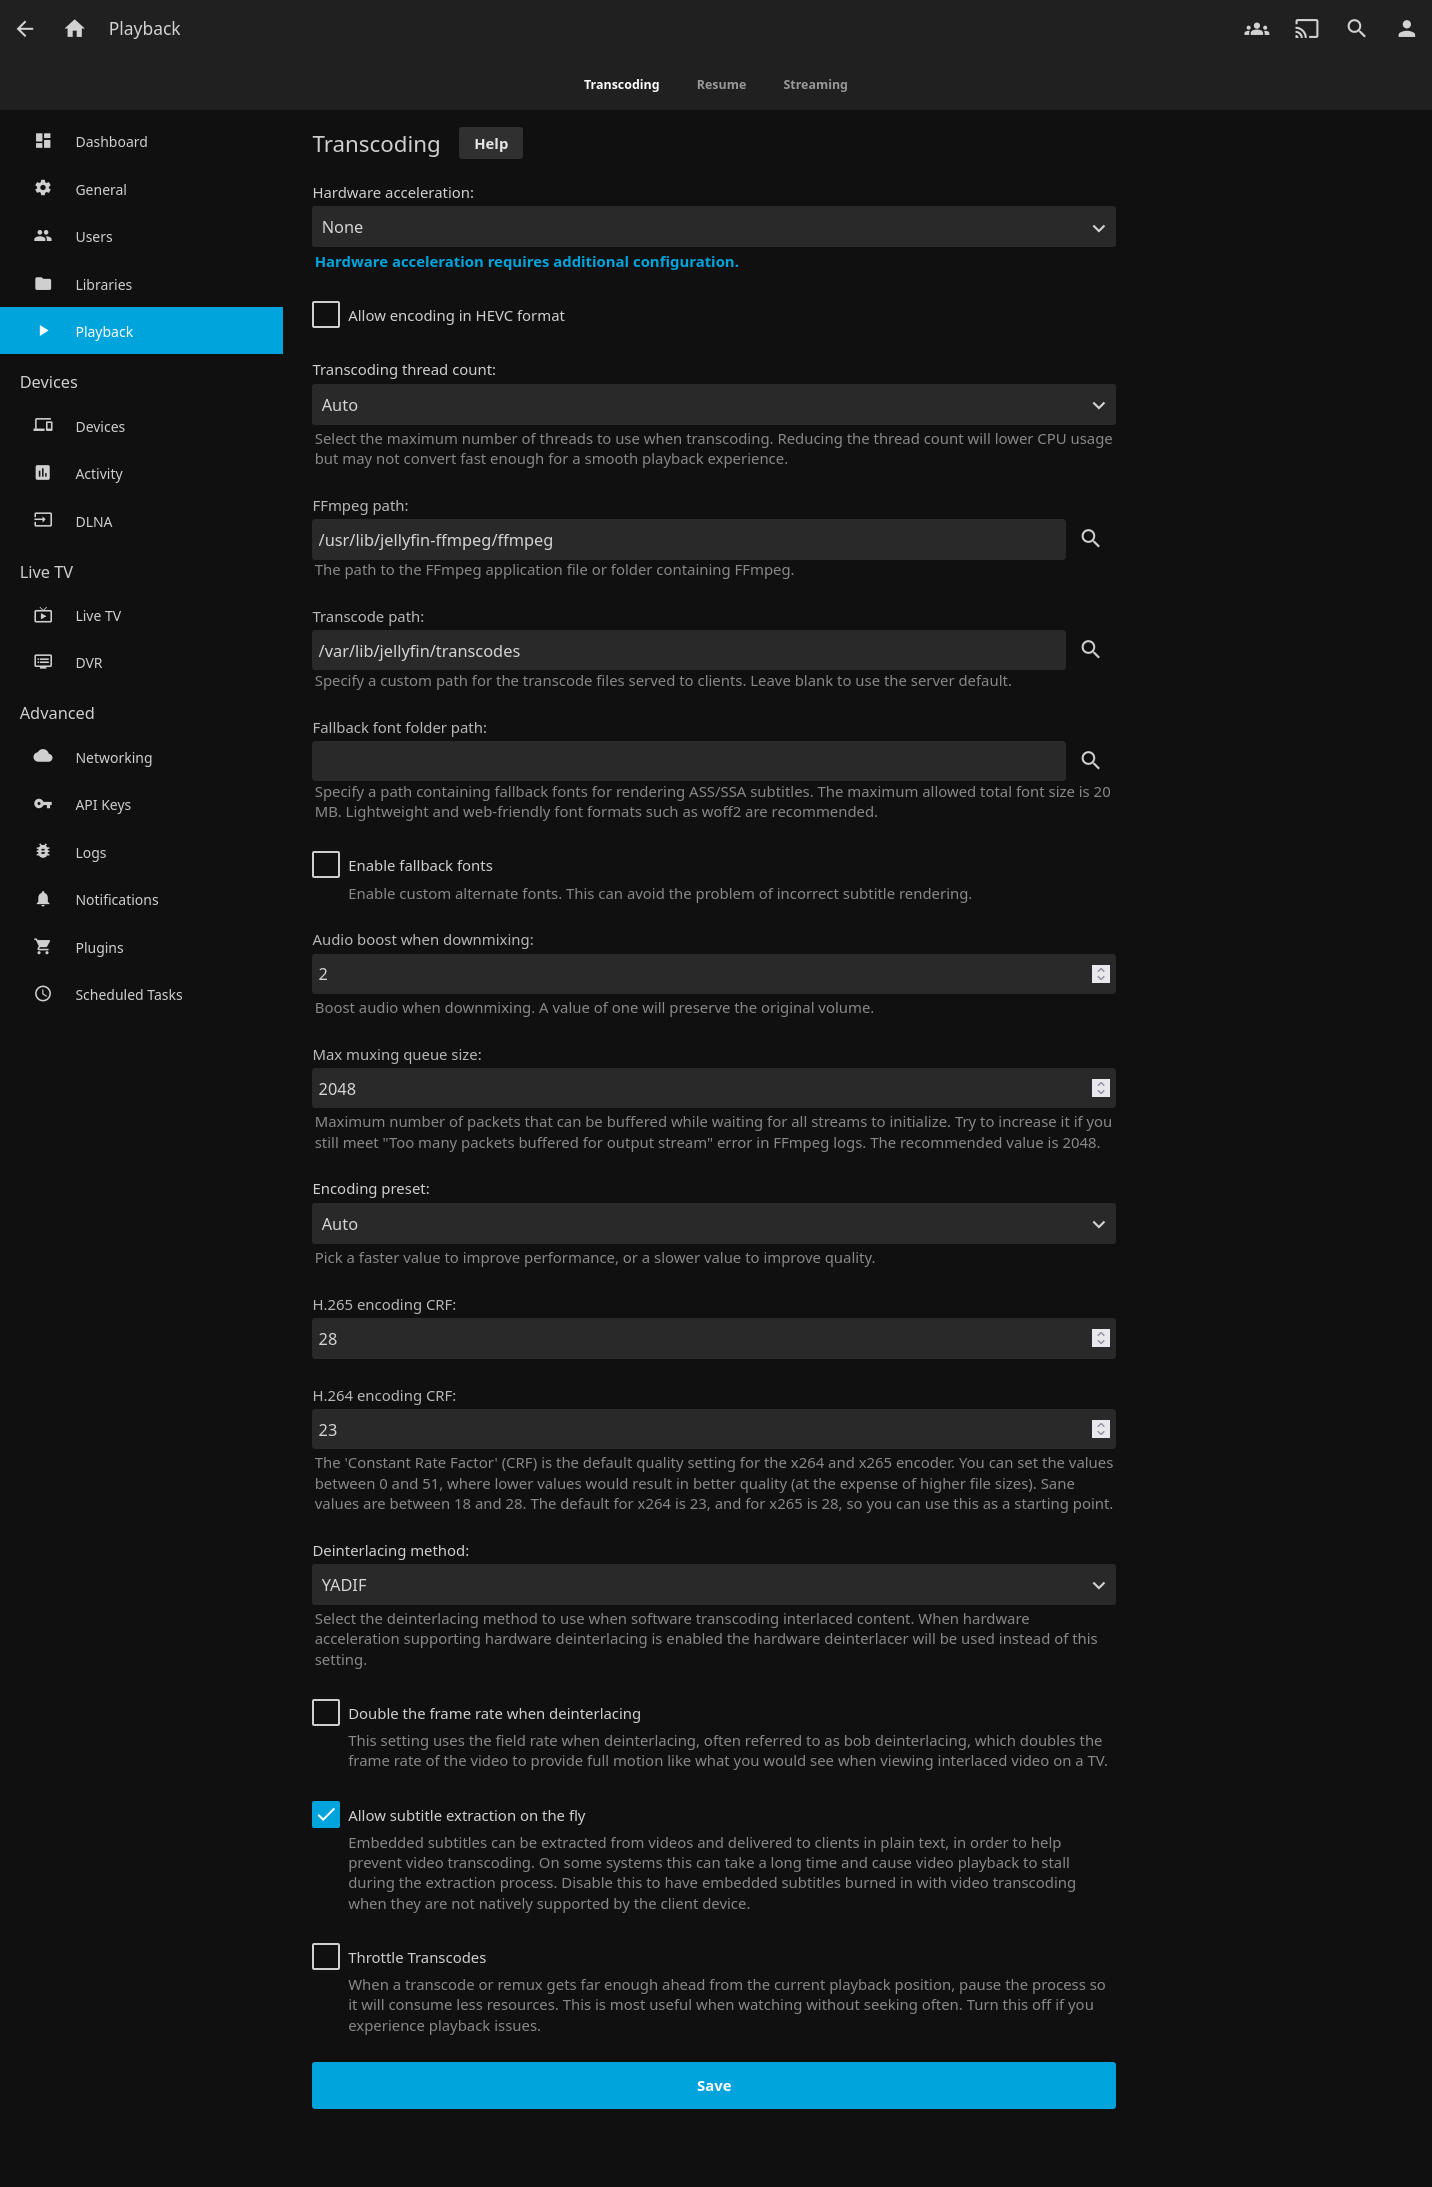 Playback
Transcoding
Resume
Streaming
Dashboard
General
Users
Libraries
Playback
Devices
Devices
Activity
DLNA
Live TV
Live TV
DVR
Advanced
Networking
API Keys
Logs
Notifications
Plugins
Scheduled Tasks
Transcoding
Help
Hardware acceleration:
None
Hardware acceleration requires additional configuration.
Allow encoding in HEVC format
Transcoding thread count:
Auto
Select the maximum number of threads to use when transcoding. Reducing the thread count will lower CPU usage
but may not convert fast enough for a smooth playback experience.
FFmpeg path:
/usr/lib/jellyfin-ffmpeg/ffmpeg
The path to the FFmpeg application file or folder containing FFmpeg.
Transcode path:
/var/lib/jellyfin/transcodes
Specify a custom path for the transcode files served to clients. Leave blank to use the server default.
Fallback font folder path:
Specify a path containing fallback fonts for rendering ASS/SSA subtitles. The maximum allowed total font size is 20
MB. Lightweight and web-friendly font formats such as woff2 are recommended.
Enable fallback fonts
Enable custom alternate fonts. This can avoid the problem of incorrect subtitle rendering.
Audio boost when downmixing:
2
Boost audio when downmixing. A value of one will preserve the original volume.
Max muxing queue size:
2048
Maximum number of packets that can be buffered while waiting for all streams to initialize. Try to increase it if you
still meet "Too many packets buffered for output stream" error in FFmpeg logs. The recommended value is 2048.
Encoding preset:
Auto
Pick a faster value to improve performance, or a slower value to improve quality.
H.265 encoding CRF:
28
H.264 encoding CRF:
23
The 'Constant Rate Factor' (CRF) is the default quality setting for the x264 and x265 encoder. You can set the values
between 0 and 51, where lower values would result in better quality (at the expense of higher file sizes). Sane
values are between 18 and 28. The default for x264 is 23, and for x265 is 28, so you can use this as a starting point.
Deinterlacing method:
YADIF
Select the deinterlacing method to use when software transcoding interlaced content. When hardware
acceleration supporting hardware deinterlacing is enabled the hardware deinterlacer will be used instead of this
setting.
Double the frame rate when deinterlacing
This setting uses the field rate when deinterlacing, often referred to as bob deinterlacing, which doubles the
frame rate of the video to provide full motion like what you would see when viewing interlaced video on a TV.
Allow subtitle extraction on the fly
Embedded subtitles can be extracted from videos and delivered to clients in plain text, in order to help
prevent video transcoding. On some systems this can take a long time and cause video playback to stall
during the extraction process. Disable this to have embedded subtitles burned in with video transcoding
when they are not natively supported by the client device.
Throttle Transcodes
When a transcode or remux gets far enough ahead from the current playback position, pause the process so
it will consume less resources. This is most useful when watching without seeking often. Turn this off if you
experience playback issues.
Save